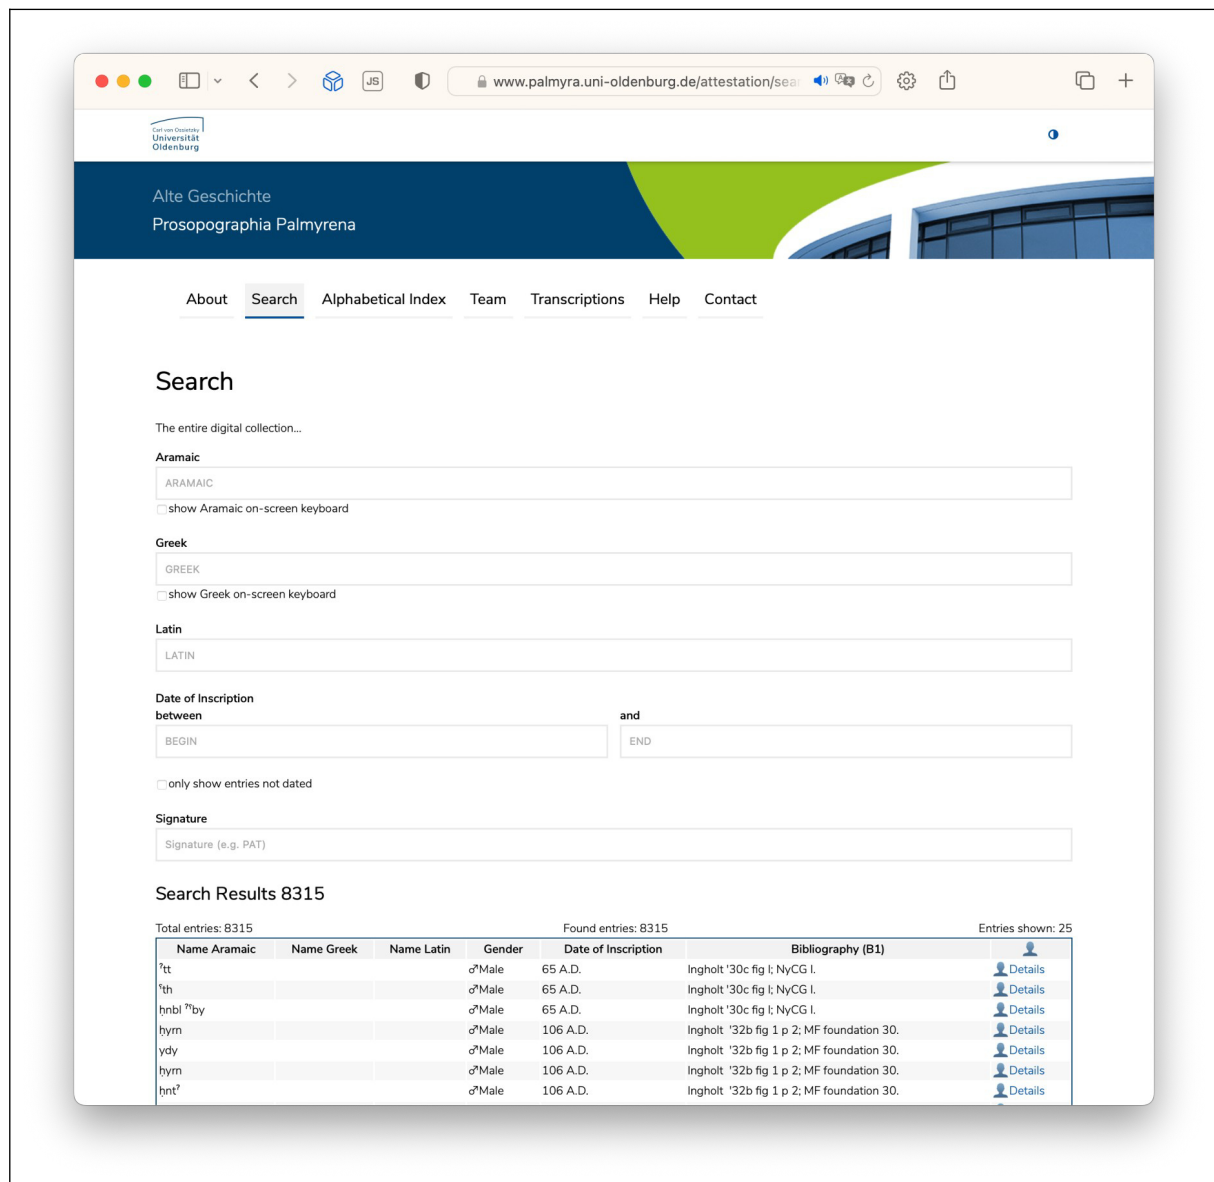 www.palmyra.uni-oldenburg.de/attestation/sea
JS
Carl von Ossietzky
Universität
Oldenburg
Alte Geschichte
Prosopographia Palmyrena
About Search Alphabetical Index Team Transcriptions Help Contact
Search
The entire digital collection...
Aramaic
ARAMAIC
show Aramaic on-screen keyboard
Greek
GREEK
show Greek on-screen keyboard
Latin
LATIN
Date of Inscription
between and
BEGIN END
only show entries not dated
Signature
Signature (e.g. PAT)
Search Results 8315
Total entries: 8315 Found entries: 8315 Entries shown: 25
Name Aramaic Name Greek Name Latin Gender Date of Inscription Bibliography (B1)
ˀtt ♂Male 65 A.D. Ingholt '30c fig I; NyCG I. Details
ˁth ♂Male 65 A.D. Ingholt '30c fig I; NyCG I. Details
ḥnbl ˀˁby ♂Male 65 A.D. Ingholt '30c fig I; NyCG I. Details
ḥyrn ♂Male 106 A.D. Ingholt '32b fig 1 p 2; MF foundation 30. Details
ydy ♂Male 106 A.D. Ingholt '32b fig 1 p 2; MF foundation 30. Details
ḥyrn ♂Male 106 A.D. Ingholt '32b fig 1 p 2; MF foundation 30. Details
ḥntˀ ♂Male 106 A.D. Ingholt '32b fig 1 p 2; MF foundation 30. Details